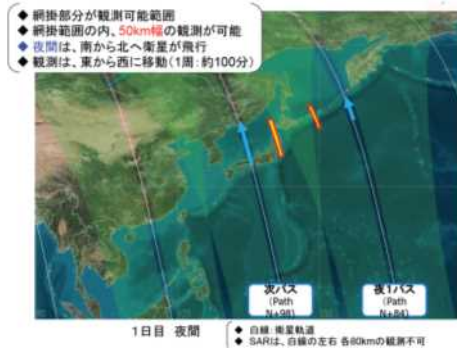 ◆ 網掛部分が観測可能範囲
◆ 網掛範囲の内、50km幅の観測が可能
◆ 夜間は、南から北へ衛星が飛行
◆ 観測は、東から西に移動(1周:約100分)
次パス
(Path
N+98)
夜1パス
(Path
N+84)
1日目 夜間
◆ 白線:衛星軌道
◆ SARは、白線の左右 各80kmの観測不可